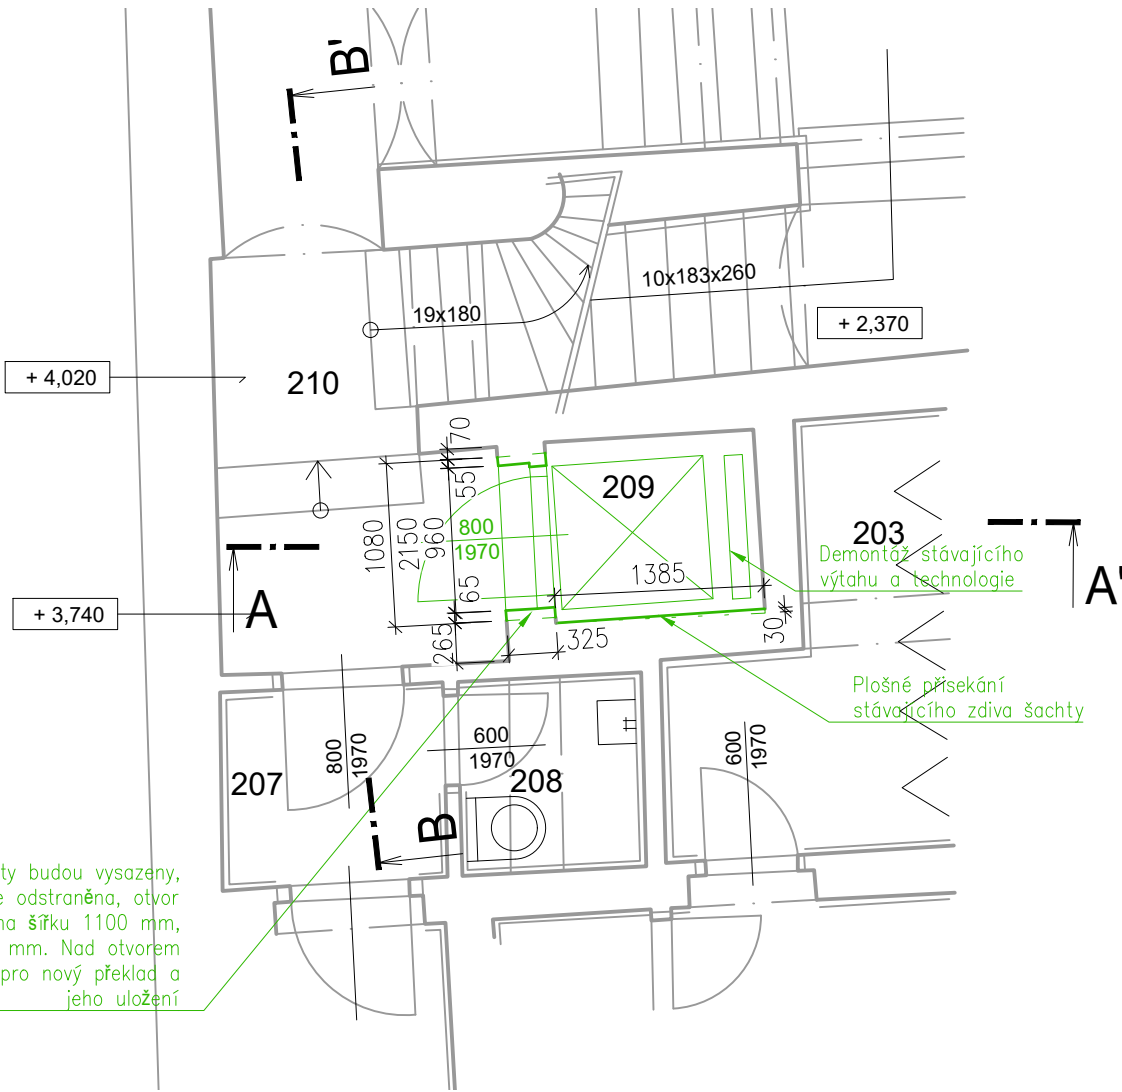 B'
10x183x260
19x180
+ 2,370
+ 4,020
210
70
55
209
800
1970
203
1080
2150
960
1385
Demontáž stávajícího
výtahu a technologie
A
A'
+ 3,740
65
265
325
30
Plošné přisekání
stávajícího zdiva šachty
800
1970
600
1970
600
1970
207
208
B
ty budou vysazeny,
e odstraněna, otvor
na šířku 1100 mm,
mm. Nad otvorem
pro nový překlad a
jeho uložení